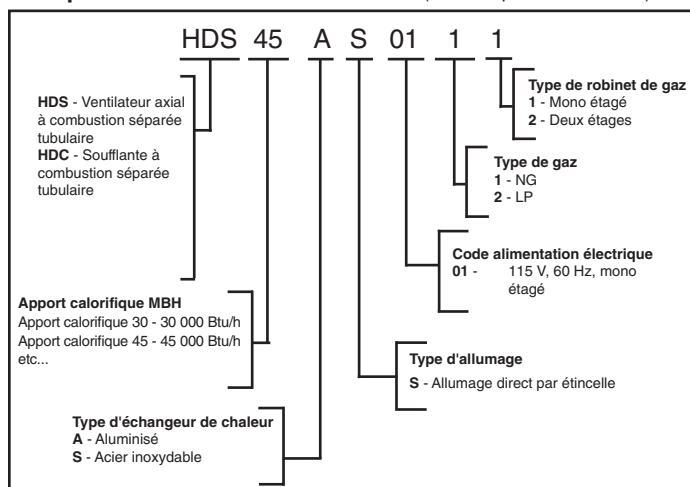 HDS 45 A S 01 1 1
HDS - Ventilateur axial
à combustion séparée
tubulaire
HDC - Soufflante à
combustion séparée
tubulaire
Apport calorifique MBH
Apport calorifique 30 - 30 000 Btu/h
Apport calorifique 45 - 45 000 Btu/h
etc...
Type d'échangeur de chaleur
A - Aluminisé
S - Acier inoxydable
Type de robinet de gaz
1 - Mono étagé
2 - Deux étages
Type de gaz
1 - NG
2 - LP
Code alimentation électrique
01 - 115 V, 60 Hz, mono
étagé
Type d'allumage
S - Allumage direct par étincelle